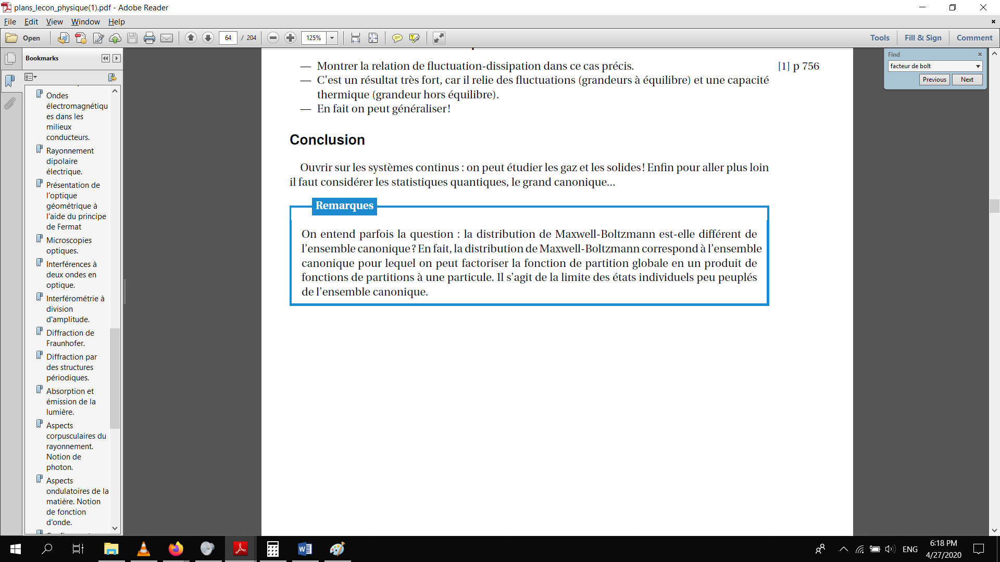 plans_lecon_physique(1).pdf - Adobe Reader
File Edit View Window Help
Open
64 / 204
125%
Tools Fill & Sign Comment
Bookmarks
Ondes
électromagnétiqu
es dans les
milieux
conducteurs.
Rayonnement
dipolaire
électrique.
Présentation de
l'optique
géométrique à
l'aide du principe
de Fermat
Microscopies
optiques.
Interférences à
deux ondes en
optique.
Interférométrie à
division
d'amplitude.
Diffraction de
Fraunhofer.
Diffraction par
des structures
périodiques.
Absorption et
émission de la
lumière.
Aspects
corpusculaires du
rayonnement.
Notion de
photon.
Aspects
ondulatoires de la
matière. Notion
de fonction
d'onde.
— Montrer la relation de fluctuation-dissipation dans ce cas précis. [1] p 756
— C'est un résultat très fort, car il relie des fluctuations (grandeurs à équilibre) et une capacité
thermique (grandeur hors équilibre).
— En fait on peut généraliser!
Conclusion
Ouvrir sur les systèmes continus : on peut étudier les gaz et les solides! Enfin pour aller plus loin
il faut considérer les statistiques quantiques, le grand canonique...
Remarques
On entend parfois la question : la distribution de Maxwell-Boltzmann est-elle différent de
l'ensemble canonique? En fait, la distribution de Maxwell-Boltzmann correspond à l'ensemble
canonique pour lequel on peut factoriser la fonction de partition globale en un produit de
fonctions de partitions à une particule. Il s'agit de la limite des états individuels peu peuplés
de l'ensemble canonique.
Find
facteur de bolt
Previous Next
ENG
6:18 PM
4/27/2020